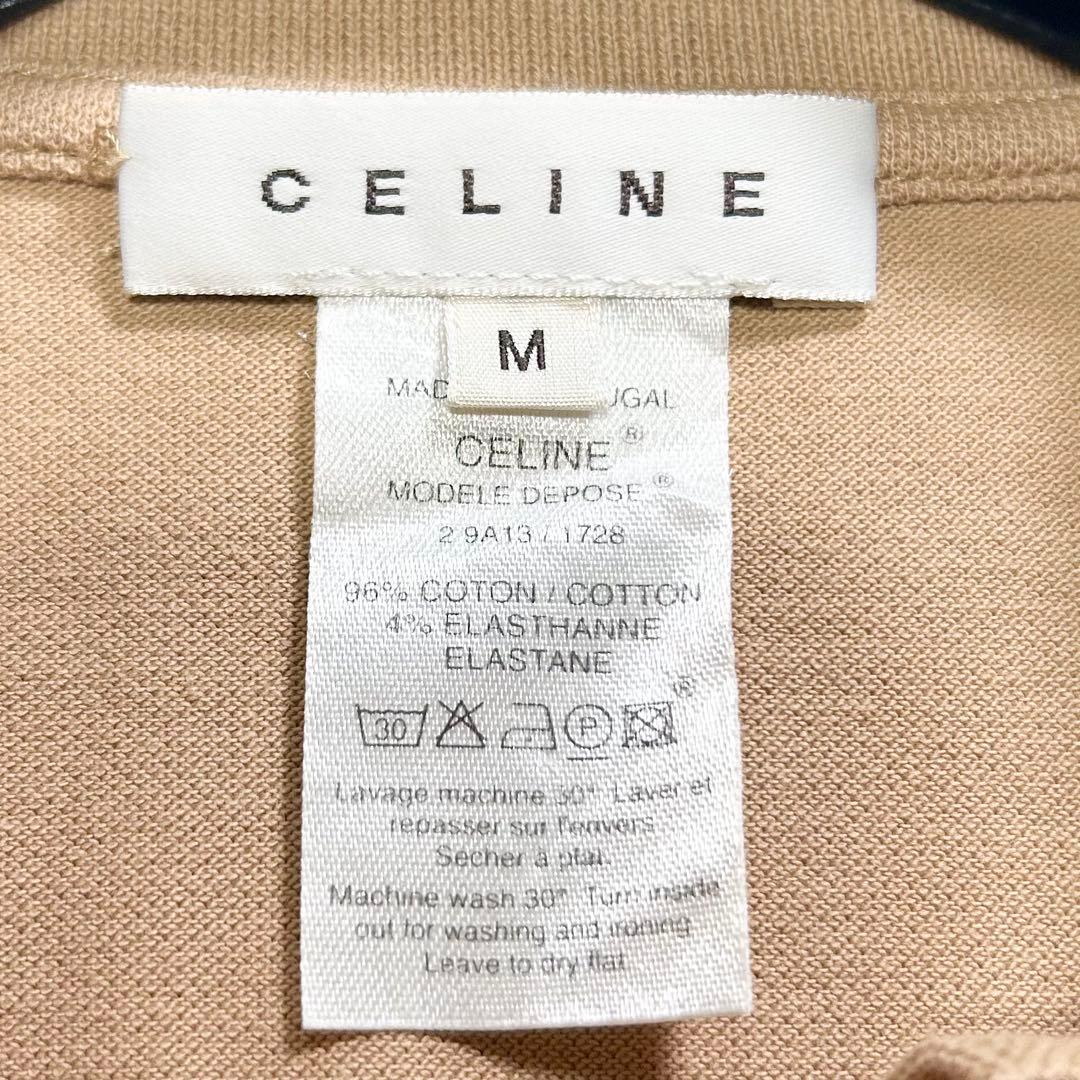 CELINE
M
MAD UGAL
CELINE®
MODELE DEPOSE®
2 9A13 / 1728
96% COTON / COTTON
4% ELASTHANNE
ELASTANE
30 P ®
Lavage machine 30° Laver et
repasser sur l'envers
Secher a plat.
Machine wash 30° Turn inside
out for washing and ironing
Leave to dry flat